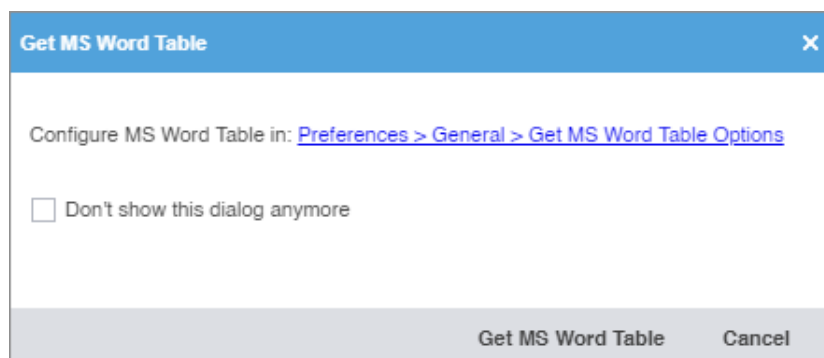 Get MS Word Table
Configure MS Word Table in: Preferences > General > Get MS Word Table Options
Don't show this dialog anymore
Get MS Word Table Cancel